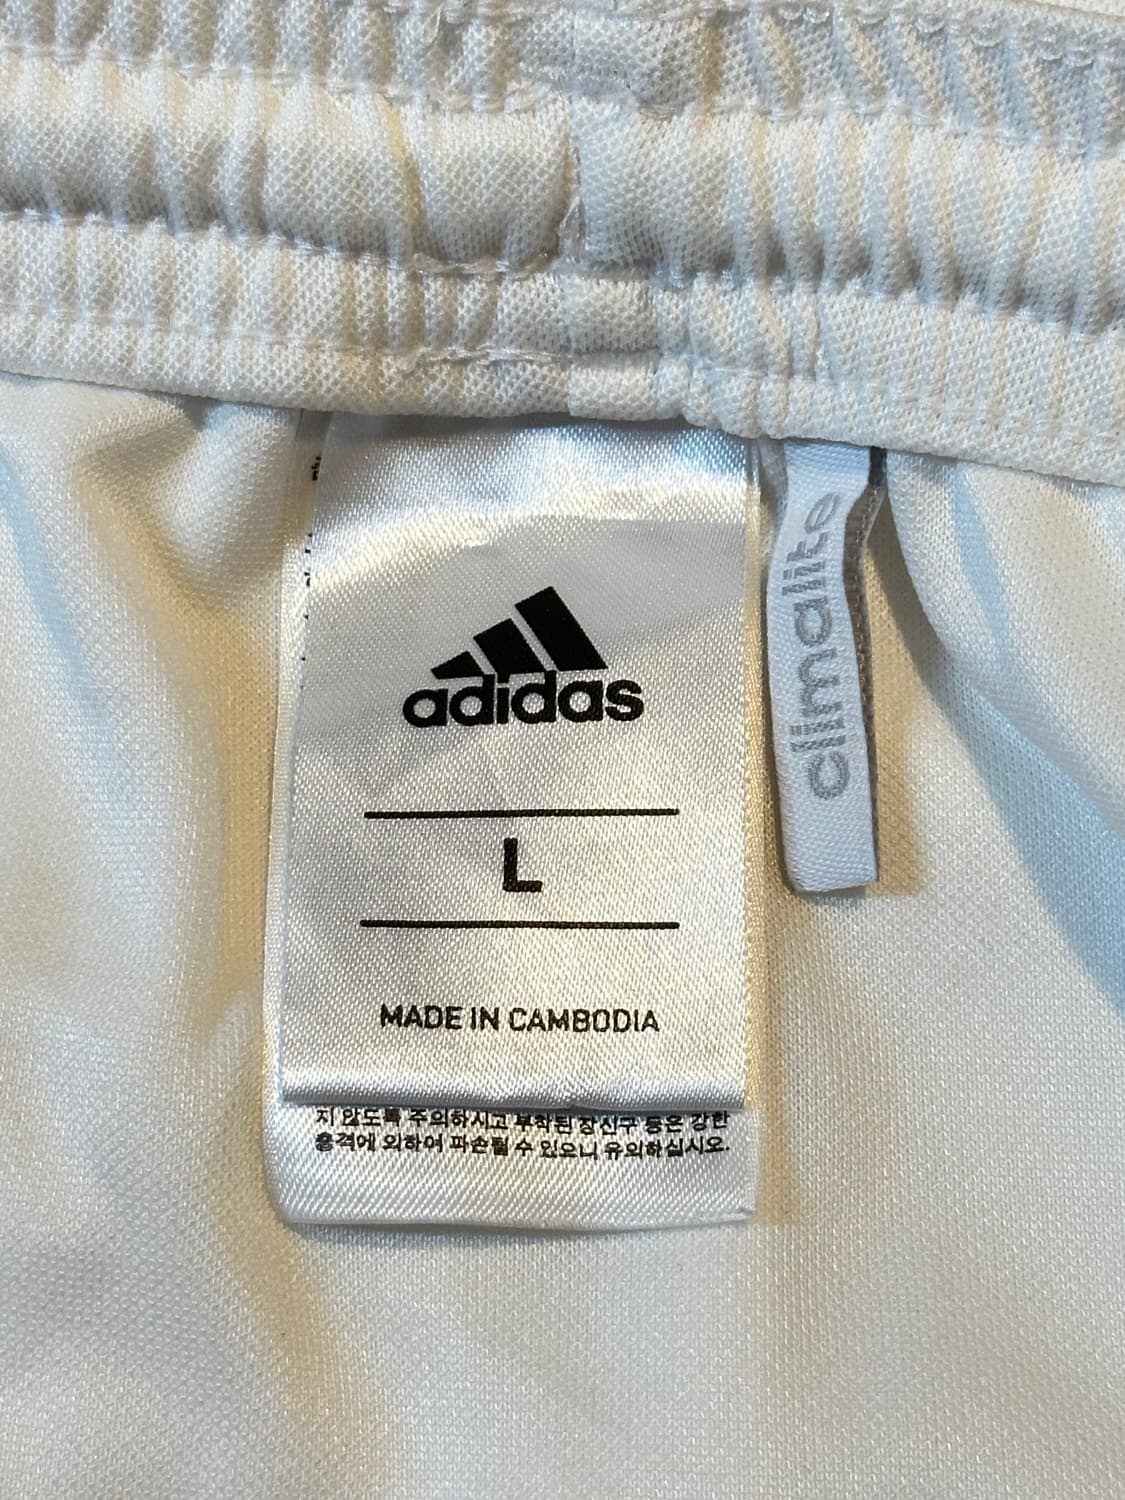 adidas
L
MADE IN CAMBODIA
지 않도록 주의하시고 부착된 장신구 등은 강한
충격에 의하여 파손될 수 있으니 유의하십시오.
climalite